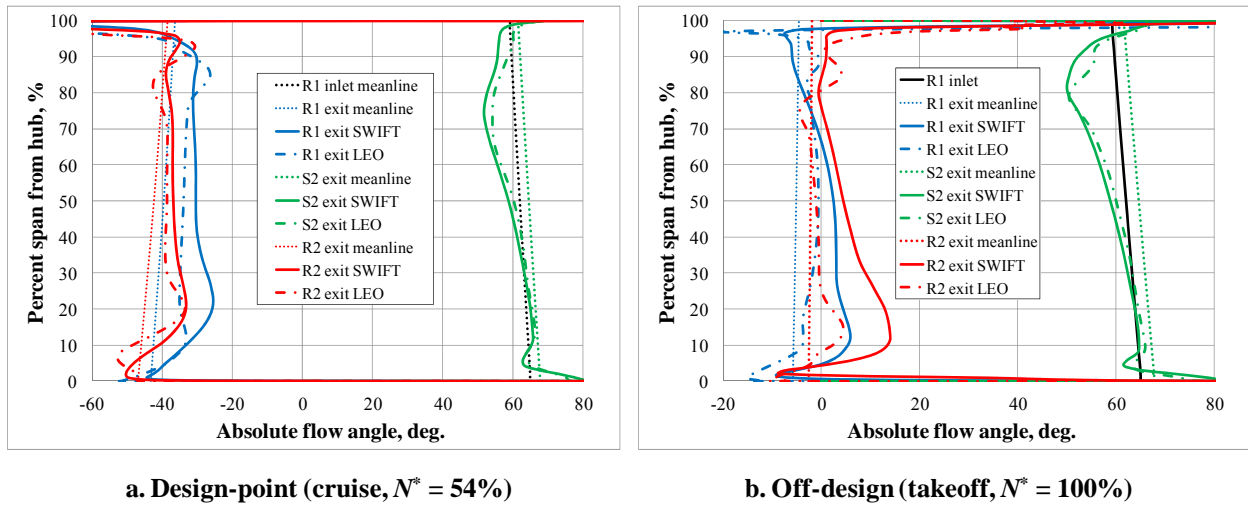 100%
90
80
70
60
50
40
30
20
10
0
Percent span from hub, %
R1 inlet meanline
R1 exit meanline
R1 exit SWIFT
R1 exit LEO
S2 exit meanline
S2 exit SWIFT
S2 exit LEO
R2 exit meanline
R2 exit SWIFT
R2 exit LEO
-60 -40 -20 0 20 40 60 80
Absolute flow angle, deg.
a. Design-point (cruise, N* = 54%)
100%
90
80
70
60
50
40
30
20
10
0
Percent span from hub, %
R1 inlet
R1 exit meanline
R1 exit SWIFT
R1 exit LEO
S2 exit meanline
S2 exit SWIFT
S2 exit LEO
R2 exit meanline
R2 exit SWIFT
R2 exit LEO
-20 0 20 40 60 80
Absolute flow angle, deg.
b. Off-design (takeoff, N* = 100%)